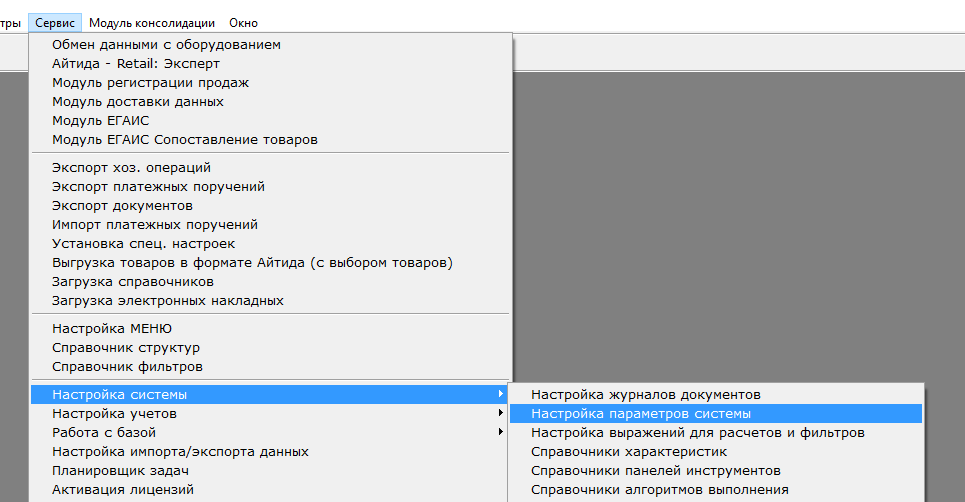 тры Сервис Модуль консолидации Окно
Обмен данными с оборудованием
Айтида - Retail: Эксперт
Модуль регистрации продаж
Модуль доставки данных
Модуль ЕГАИС
Модуль ЕГАИС Сопоставление товаров
Экспорт хоз. операций
Экспорт платежных поручений
Экспорт документов
Импорт платежных поручений
Установка спец. настроек
Выгрузка товаров в формате Айтида (с выбором товаров)
Загрузка справочников
Загрузка электронных накладных
Настройка МЕНЮ
Справочник структур
Справочник фильтров
Настройка системы
Настройка учетов
Работа с базой
Настройка импорта/экспорта данных
Планировщик задач
Активация лицензий
Настройка журналов документов
Настройка параметров системы
Настройка выражений для расчетов и фильтров
Справочники характеристик
Справочники панелей инструментов
Справочники алгоритмов выполнения